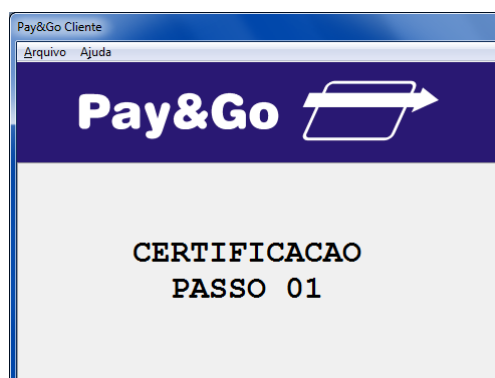 Pay&Go Cliente
Arquivo Ajuda
Pay&Go
CERTIFICACAO
PASSO 01